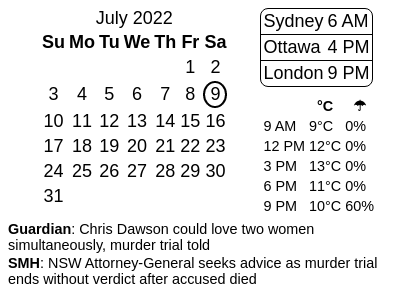 July 2022
Su Mo Tu We Th Fr Sa
1 2
3 4 5 6 7 8 9
10 11 12 13 14 15 16
17 18 19 20 21 22 23
24 25 26 27 28 29 30
31
Sydney 6 AM
Ottawa 4 PM
London 9 PM
°C ☂
9 AM 9°C 0%
12 PM 12°C 0%
3 PM 13°C 0%
6 PM 11°C 0%
9 PM 10°C 60%
Guardian: Chris Dawson could love two women
simultaneously, murder trial told
SMH: NSW Attorney-General seeks advice as murder trial
ends without verdict after accused died